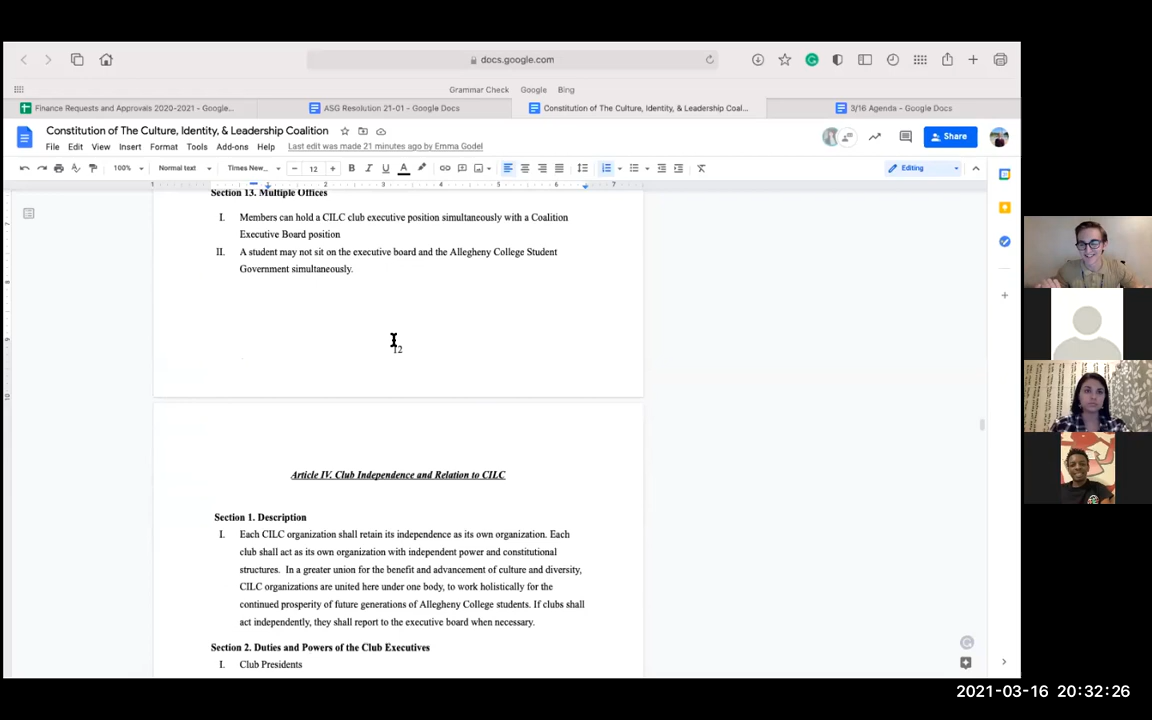 docs.google.com
Grammar Check Google Bing
Finance Requests and Approvals 2020-2021 - Google...
ASG Resolution 21-01 - Google Docs
Constitution of The Culture, Identity, & Leadership Coal...
3/16 Agenda - Google Docs
Constitution of The Culture, Identity, & Leadership Coalition
File Edit View Insert Format Tools Add-ons Help Last edit was made 21 minutes ago by Emma Godel
Share
100% Normal text Times New... 12 B I U A Editing
1 2 3 4 5 6 7
Section 13. Multiple Offices
I. Members can hold a CILC club executive position simultaneously with a Coalition
Executive Board position
II. A student may not sit on the executive board and the Allegheny College Student
Government simultaneously.
12
Article IV. Club Independence and Relation to CILC
Section 1. Description
I. Each CILC organization shall retain its independence as its own organization. Each
club shall act as its own organization with independent power and constitutional
structures. In a greater union for the benefit and advancement of culture and diversity,
CILC organizations are united here under one body, to work holistically for the
continued prosperity of future generations of Allegheny College students. If clubs shall
act independently, they shall report to the executive board when necessary.
Section 2. Duties and Powers of the Club Executives
I. Club Presidents
2021-03-16 20:32:26